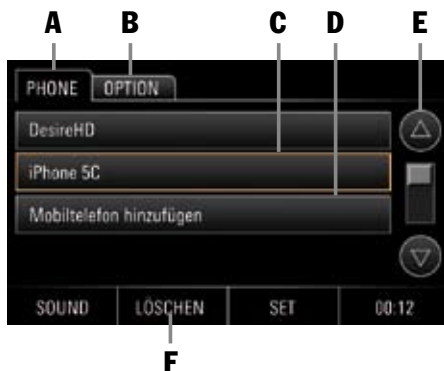 A B C D E
PHONE OPTION
DesireHD
iPhone 5C
Mobiltelefon hinzufügen
SOUND LÖSCHEN SET 00:12
F